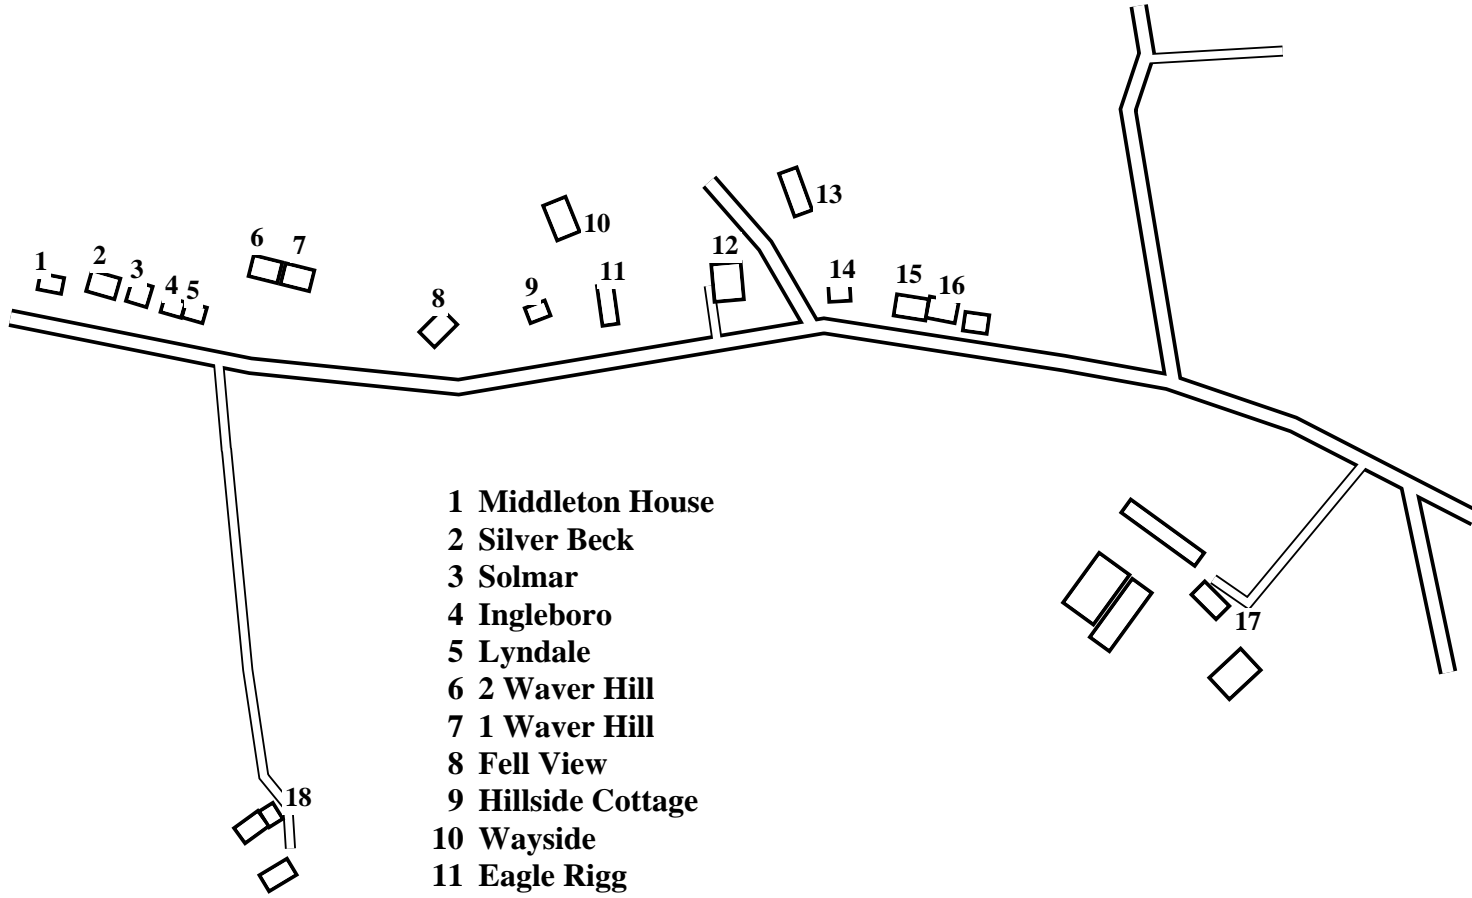 13
10
12
6
7
1
2
3
14
15
11
16
9
4
5
8
1 Middleton House
2 Silver Beck
3 Solmar
4 Ingleboro
17
5 Lyndale
6 2 Waver Hill
7 1 Waver Hill
8 Fell View
18
9 Hillside Cottage
10 Wayside
11 Eagle Rigg